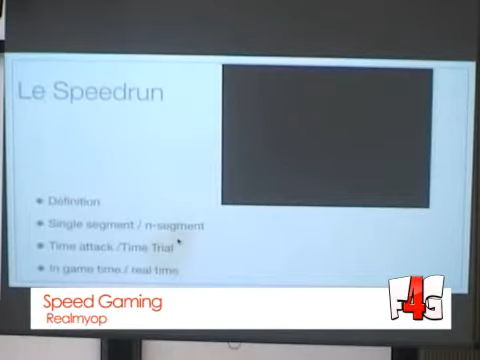 Le Speedrun
Définition
Single segment / n-segment
Time attack /Time Trial
In game time / real time
Speed Gaming
Realmyop
F4G